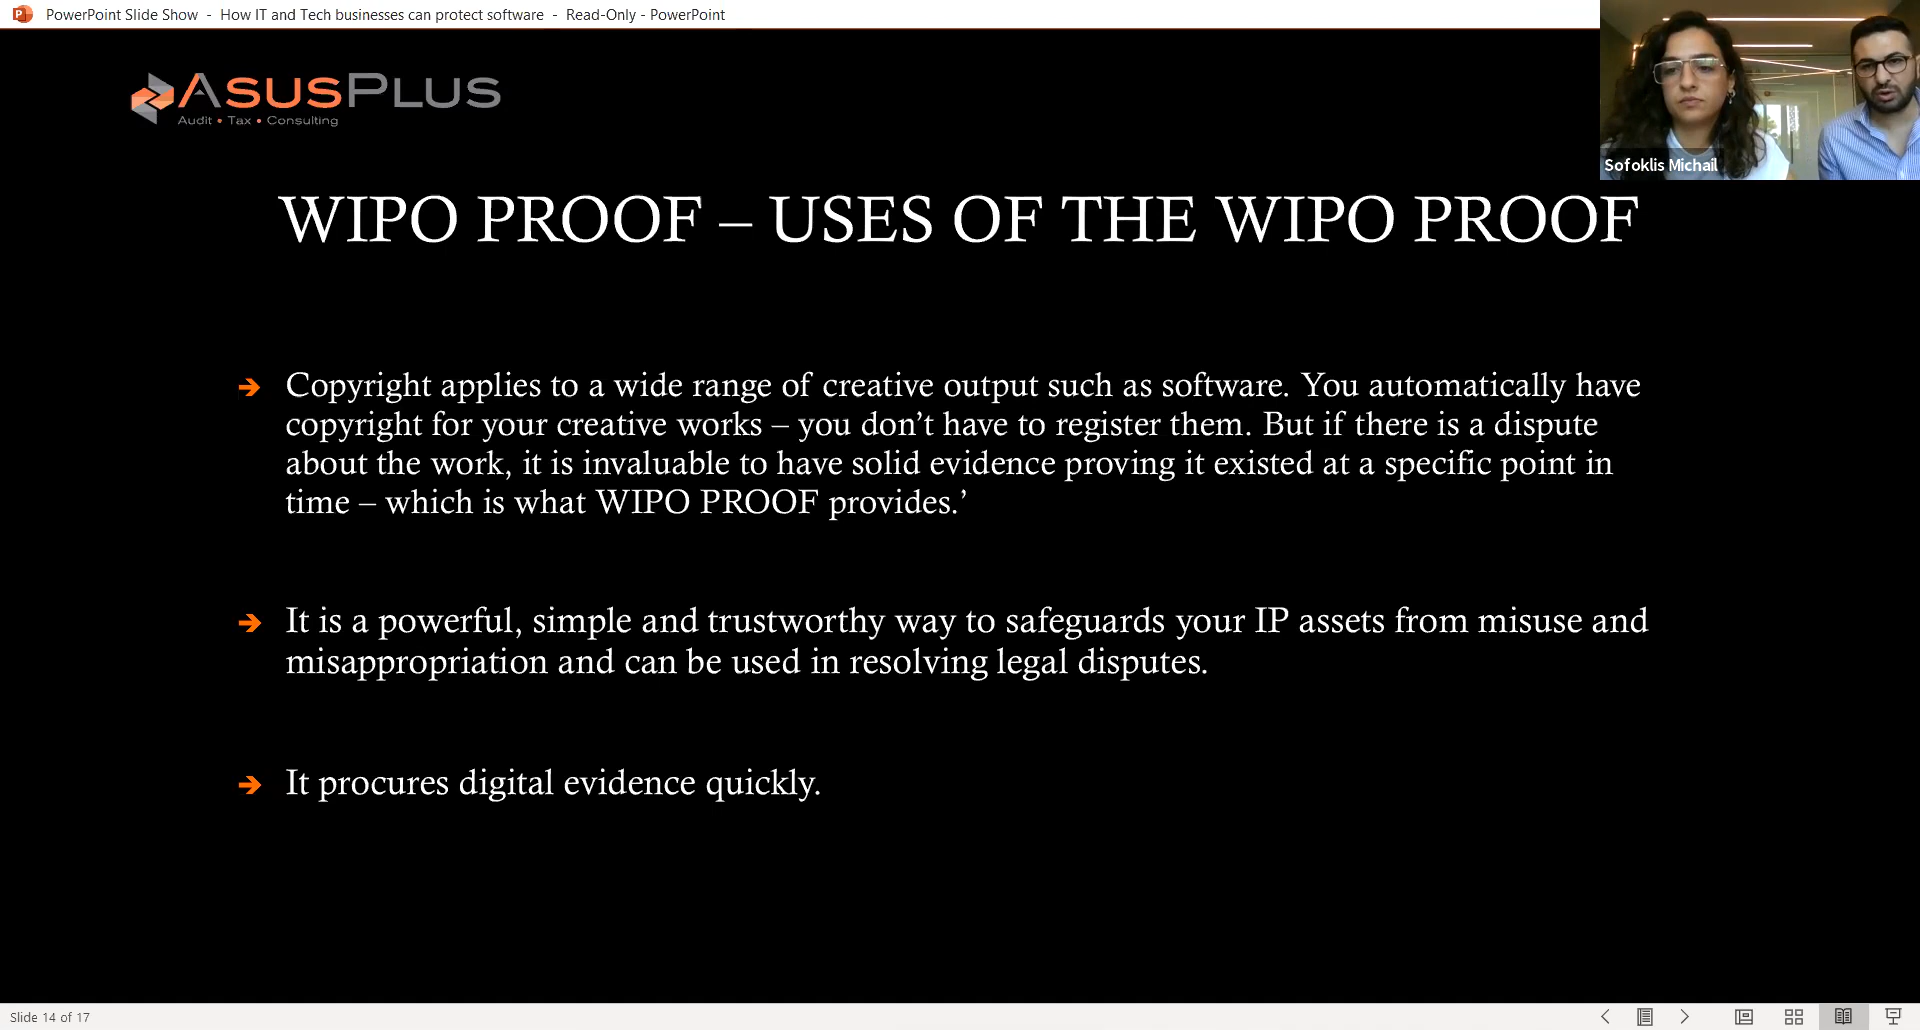 PowerPoint Slide Show - How IT and Tech businesses can protect software - Read-Only - PowerPoint
ASUSPLUS
Audit • Tax • Consulting
Sofoklis Michail
WIPO PROOF – USES OF THE WIPO PROOF
Copyright applies to a wide range of creative output such as software. You automatically have
copyright for your creative works – you don’t have to register them. But if there is a dispute
about the work, it is invaluable to have solid evidence proving it existed at a specific point in
time – which is what WIPO PROOF provides.’
It is a powerful, simple and trustworthy way to safeguards your IP assets from misuse and
misappropriation and can be used in resolving legal disputes.
It procures digital evidence quickly.
Slide 14 of 17